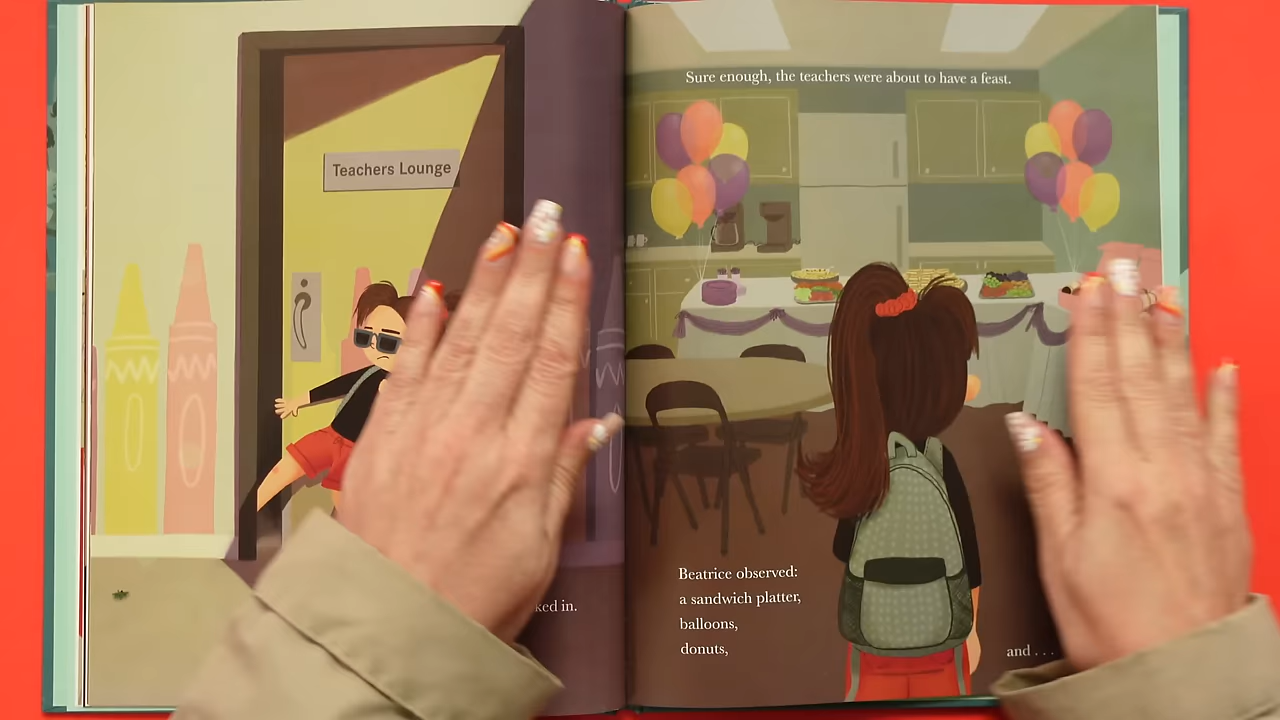 Teachers Lounge
ked in.
Sure enough, the teachers were about to have a feast.
Beatrice observed:
a sandwich platter,
balloons,
donuts,
and . . .